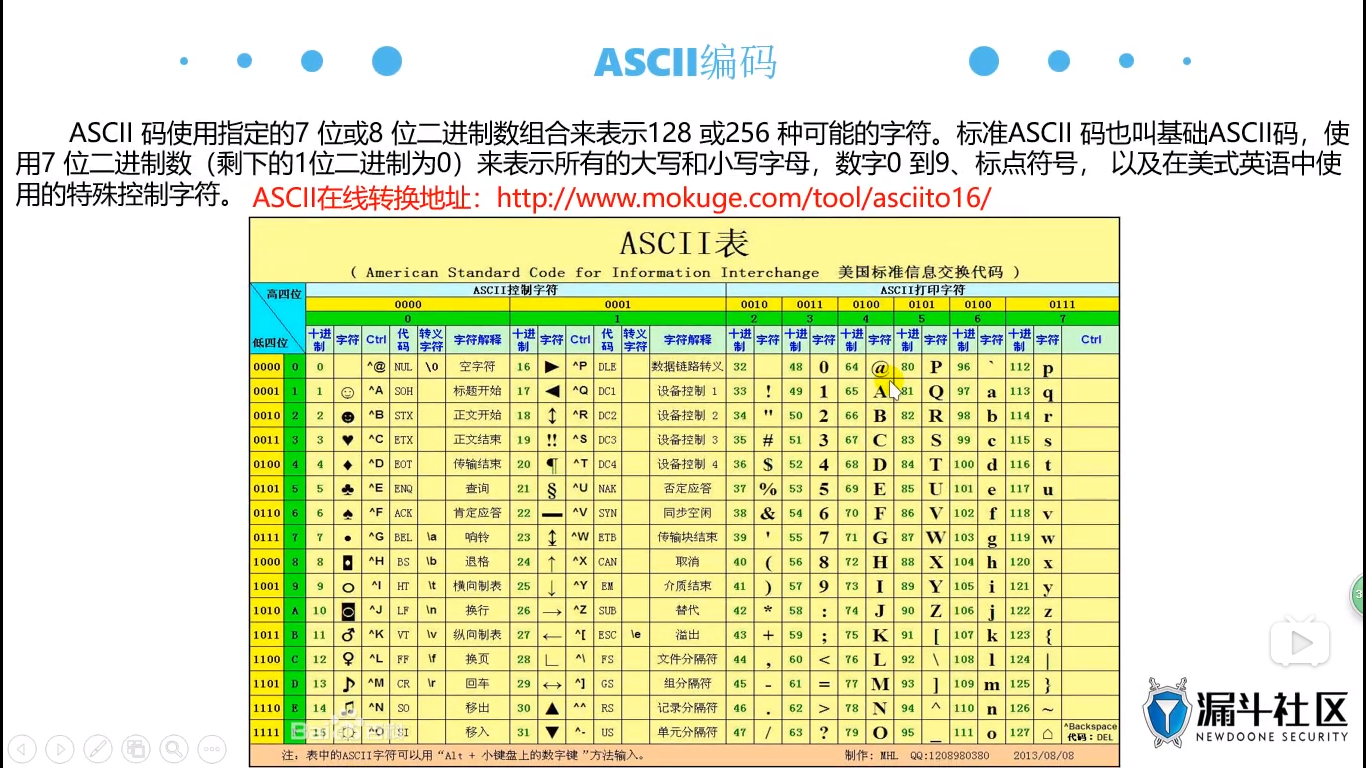 ASCII编码
ASCII 码使用指定的7 位或8 位二进制数组合来表示128 或256 种可能的字符。标准ASCII 码也叫基础ASCII码，使
用7 位二进制数（剩下的1位二进制为0）来表示所有的大写和小写字母，数字0 到9、标点符号， 以及在美式英语中使
用的特殊控制字符。 ASCII在线转换地址：http://www.mokuge.com/tool/asciito16/
ASCII表
( American Standard Code for Information Interchange 美国标准信息交换代码 )
高四位 ASCII控制字符 ASCII打印字符
0000 0001 0010 0011 0100 0101 0100 0111
0 1 2 3 4 5 6 7
低四位 十进制 字符 Ctrl 代码 转义字符 字符解释 十进制 字符 Ctrl 代码 转义字符 字符解释 十进制 字符 十进制 字符 十进制 字符 十进制 字符 十进制 字符 十进制 字符 Ctrl
0000 0 0 ^@ NUL \0 空字符 16 ► ^P DLE 数据链路转义 32 48 0 64 @ 80 P 96 ` 112 p
0001 1 1 ☺ ^A SOH 标题开始 17 ◄ ^Q DC1 设备控制 1 33 ! 49 1 65 A 81 Q 97 a 113 q
0010 2 2 ☻ ^B STX 正文开始 18 ↕ ^R DC2 设备控制 2 34 " 50 2 66 B 82 R 98 b 114 r
0011 3 3 ♥ ^C ETX 正文结束 19 ‼ ^S DC3 设备控制 3 35 # 51 3 67 C 83 S 99 c 115 s
0100 4 4 ♦ ^D EOT 传输结束 20 ¶ ^T DC4 设备控制 4 36 $ 52 4 68 D 84 T 100 d 116 t
0101 5 5 ♣ ^E ENQ 查询 21 § ^U NAK 否定应答 37 % 53 5 69 E 85 U 101 e 117 u
0110 6 6 ♠ ^F ACK 肯定应答 22 ▬ ^V SYN 同步空闲 38 & 54 6 70 F 86 V 102 f 118 v
0111 7 7 • ^G BEL \a 响铃 23 ↨ ^W ETB 传输块结束 39 ' 55 7 71 G 87 W 103 g 119 w
1000 8 8 ◘ ^H BS \b 退格 24 ↑ ^X CAN 取消 40 ( 56 8 72 H 88 X 104 h 120 x
1001 9 9 ○ ^I HT \t 横向制表 25 ↓ ^Y EM 介质结束 41 ) 57 9 73 I 89 Y 105 i 121 y
1010 A 10 ◙ ^J LF \n 换行 26 → ^Z SUB 替代 42 * 58 : 74 J 90 Z 106 j 122 z
1011 B 11 ♂ ^K VT \v 纵向制表 27 ← ^[ ESC \e 溢出 43 + 59 ; 75 K 91 [ 107 k 123 {
1100 C 12 ♀ ^L FF \f 换页 28 ∟ ^\ FS 文件分隔符 44 , 60 < 76 L 92 \ 108 l 124 |
1101 D 13 ♪ ^M CR \r 回车 29 ↔ ^] GS 组分隔符 45 - 61 = 77 M 93 ] 109 m 125 }
1110 E 14 ♫ ^N SO 移出 30 ▲ ^^ RS 记录分隔符 46 . 62 > 78 N 94 ^ 110 n 126 ~
1111 15 SI 移入 31 ▼ ^- US 单元分隔符 47 / 63 ? 79 O 95 _ 111 o 127 ⌂ ^Backspace 代码：DEL
注：表中的ASCII字符可以用 “Alt + 小键盘上的数字键 ”方法输入。 制作：MHL QQ:1208980380 2013/08/08
漏斗社区
NEWDOONE SECURITY